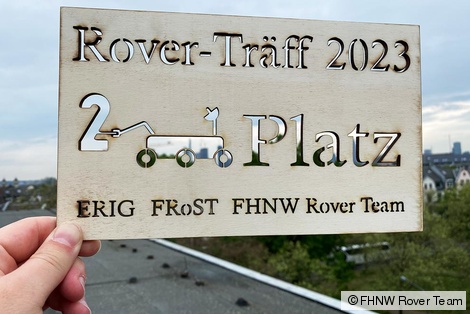 Rover-Träff 2023
2 Platz
ERIG FRoST FHNW Rover Team
©FHNW Rover Team